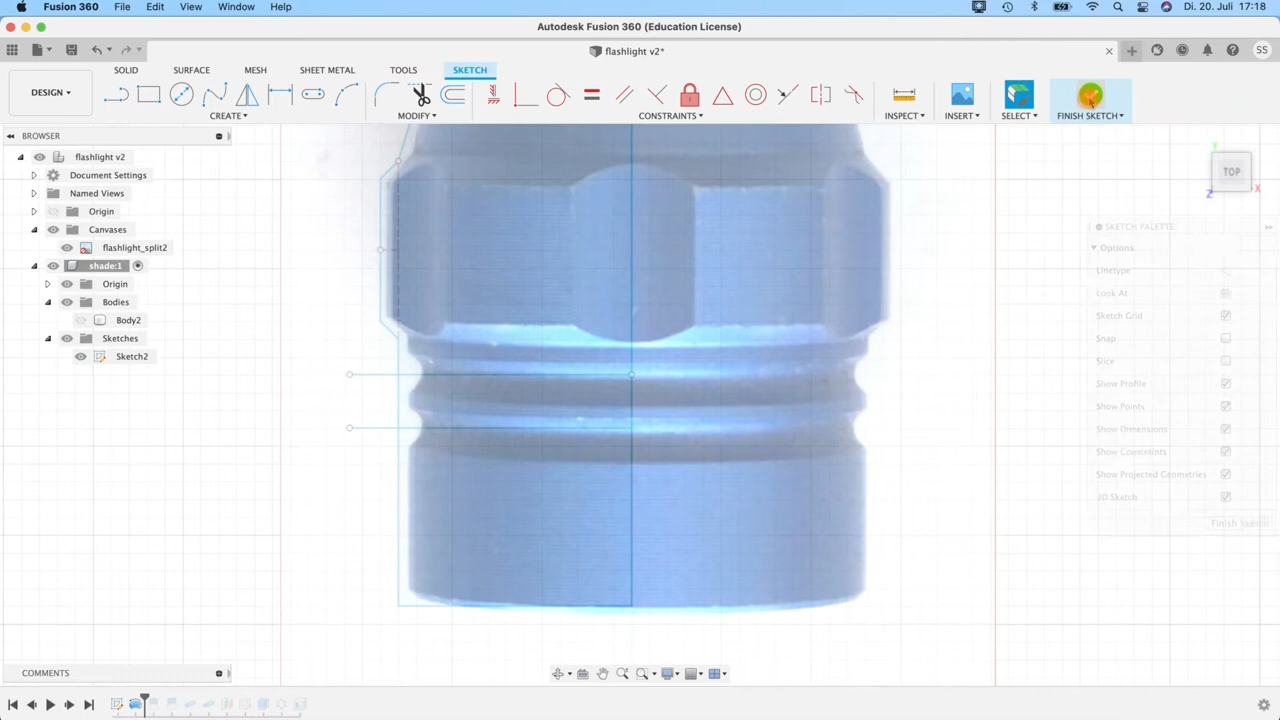 Fusion 360 File Edit View Window Help Di. 20. Juli 17:18
Autodesk Fusion 360 (Education License)
flashlight v2*
SS
SOLID SURFACE MESH SHEET METAL TOOLS SKETCH
DESIGN
CREATE MODIFY CONSTRAINTS INSPECT INSERT SELECT FINISH SKETCH
BROWSER
flashlight v2
Document Settings
Named Views
Origin
Canvases
flashlight_split2
shade:1
Origin
Bodies
Body2
Sketches
Sketch2
Y
TOP
X
Z
SKETCH PALETTE
Options
Linetype
Look At
Sketch Grid
Snap
Slice
Show Profile
Show Points
Show Dimensions
Show Constraints
Show Projected Geometries
3D Sketch
Finish Sketch
COMMENTS